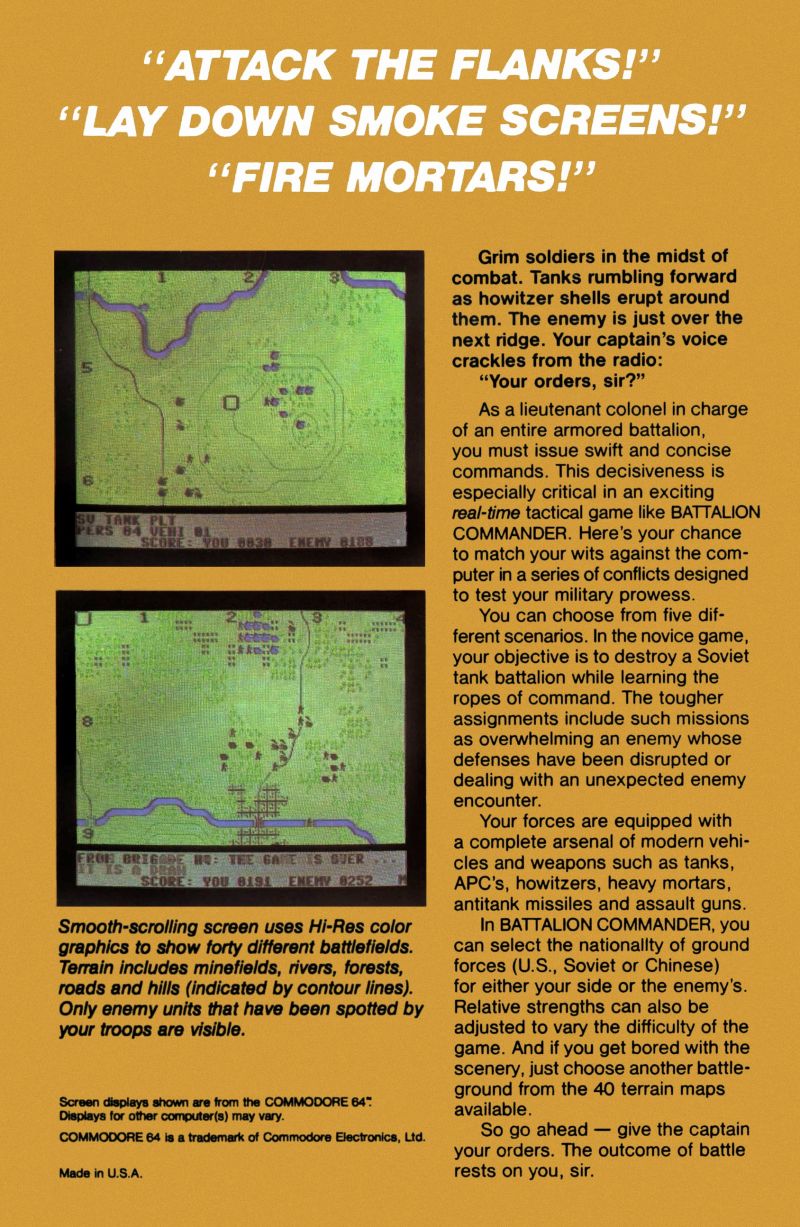 “ATTACK THE FLANKS!”
“LAY DOWN SMOKE SCREENS!”
“FIRE MORTARS!”
1 2 3
5
6
SV TANK PLT
PERS 04 VEHI 01
SCORE: YOU 0030 ENEMY 0188
1 2 3 4
8
9
FROM BRIGADE HQ: THE GAME IS OVER ...
IT IS A DRAW
SCORE: YOU 0191 ENEMY 0252
Smooth-scrolling screen uses Hi-Res color
graphics to show forty different battlefields.
Terrain includes minefields, rivers, forests,
roads and hills (indicated by contour lines).
Only enemy units that have been spotted by
your troops are visible.
Screen displays shown are from the COMMODORE 64™.
Displays for other computer(s) may vary.
COMMODORE 64 is a trademark of Commodore Electronics, Ltd.
Made in U.S.A.
Grim soldiers in the midst of
combat. Tanks rumbling forward
as howitzer shells erupt around
them. The enemy is just over the
next ridge. Your captain’s voice
crackles from the radio:
“Your orders, sir?”
As a lieutenant colonel in charge
of an entire armored battalion,
you must issue swift and concise
commands. This decisiveness is
especially critical in an exciting
real-time tactical game like BATTALION
COMMANDER. Here’s your chance
to match your wits against the com-
puter in a series of conflicts designed
to test your military prowess.
You can choose from five dif-
ferent scenarios. In the novice game,
your objective is to destroy a Soviet
tank battalion while learning the
ropes of command. The tougher
assignments include such missions
as overwhelming an enemy whose
defenses have been disrupted or
dealing with an unexpected enemy
encounter.
Your forces are equipped with
a complete arsenal of modern vehi-
cles and weapons such as tanks,
APC’s, howitzers, heavy mortars,
antitank missiles and assault guns.
In BATTALION COMMANDER, you
can select the nationality of ground
forces (U.S., Soviet or Chinese)
for either your side or the enemy’s.
Relative strengths can also be
adjusted to vary the difficulty of the
game. And if you get bored with the
scenery, just choose another battle-
ground from the 40 terrain maps
available.
So go ahead — give the captain
your orders. The outcome of battle
rests on you, sir.